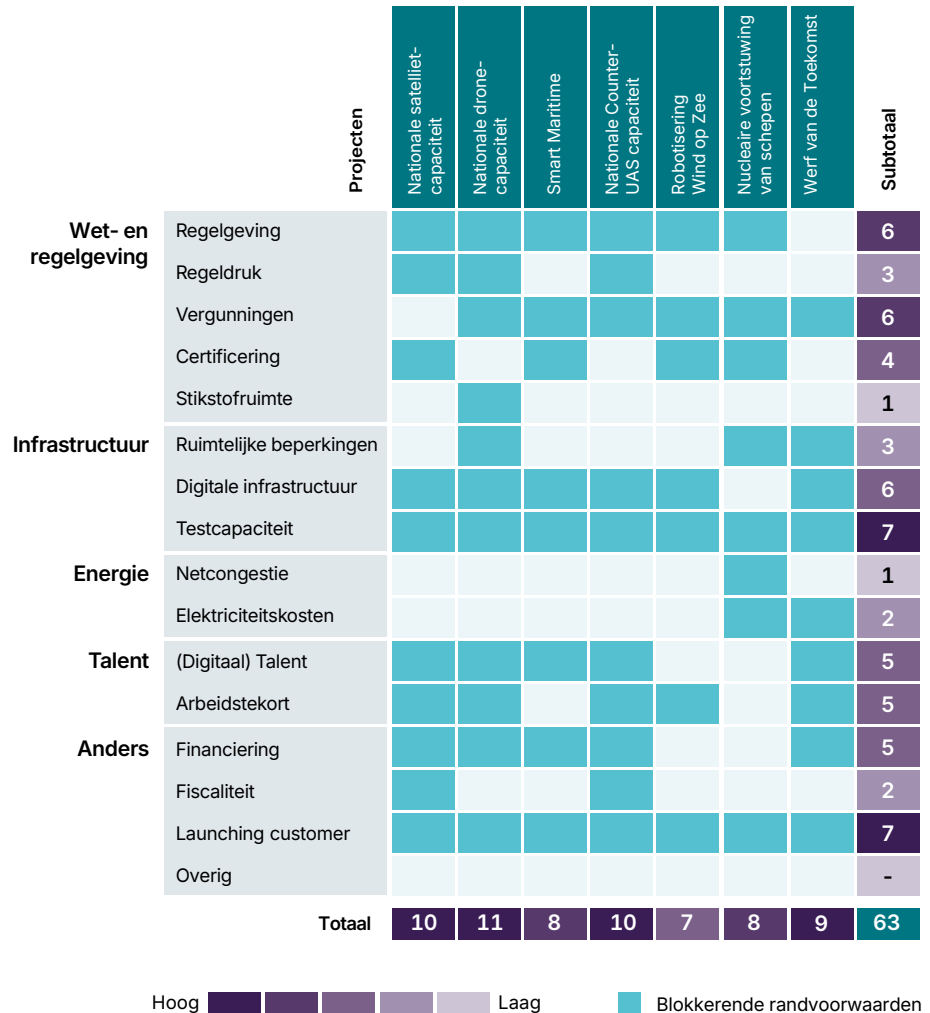 Projecten
Nationale satelliet-
capaciteit
Nationale drone-
capaciteit
Smart Maritime
Nationale Counter-
UAS capaciteit
Robotisering
Wind op Zee
Nucleaire voortstuwing
van schepen
Werf van de Toekomst
Subtotaal
Wet- en
regelgeving
Regelgeving 6
Regeldruk 3
Vergunningen 6
Certificering 4
Stikstofruimte 1
Infrastructuur
Ruimtelijke beperkingen 3
Digitale infrastructuur 6
Testcapaciteit 7
Energie
Netcongestie 1
Elektriciteitskosten 2
Talent
(Digitaal) Talent 5
Arbeidstekort 5
Anders
Financiering 5
Fiscaliteit 2
Launching customer 7
Overig -
Totaal 10 11 8 10 7 8 9 63
Hoog Laag Blokkerende randvoorwaarden